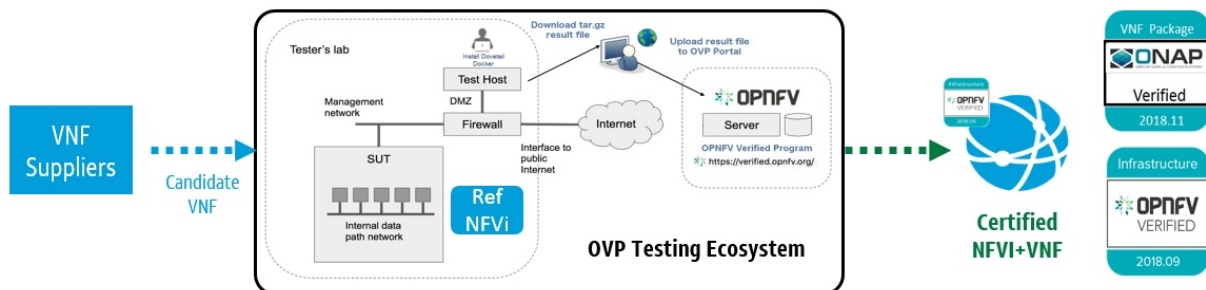 VNF
Suppliers
Candidate
VNF
Tester's lab
Install Dovetail
Docker
Test Host
DMZ
Management
network
Firewall
Internet
Interface to
public
Internet
SUT
Internal data
path network
Ref
NFVi
Download tar.gz
result file
Upload result file
to OVP Portal
OPNFV
Server
OPNFV Verified Program
https://verified.opnfv.org/
OVP Testing Ecosystem
Infrastructure
OPNFV
VERIFIED
2018.09
Certified
NFVI+VNF
VNF Package
ONAP
Verified
2018.11
Infrastructure
OPNFV
VERIFIED
2018.09